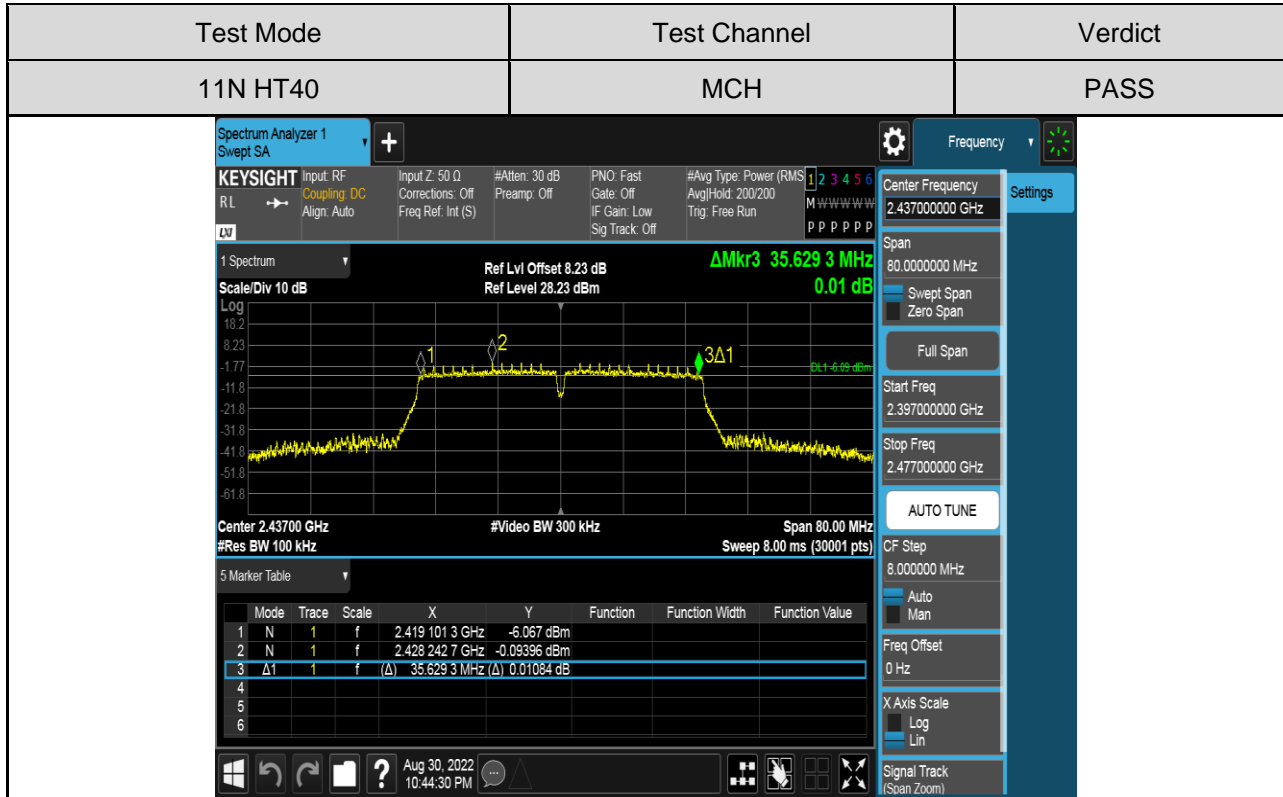 Test Mode Test Channel Verdict
11N HT40 MCH PASS
Spectrum Analyzer 1
Swept SA
+
Frequency
KEYSIGHT Input: RF Input Z: 50 Ω #Atten: 30 dB PNO: Fast #Avg Type: Power (RMS 1 2 3 4 5 6
RL Coupling: DC Corrections: Off Preamp: Off Gate: Off Avg|Hold: 200/200 M W W W W W
Align: Auto Freq Ref: Int (S) IF Gain: Low Trig: Free Run
LXI Sig Track: Off P P P P P P
1 Spectrum
Ref Lvl Offset 8.23 dB ΔMkr3 35.629 3 MHz
Scale/Div 10 dB Ref Level 28.23 dBm 0.01 dB
Log
18.2
8.23
-1.77
-11.8
-21.8
-31.8
-41.8
-51.8
-61.8
1
2
3Δ1
DL1 -6.09 dBm
Center 2.43700 GHz #Video BW 300 kHz Span 80.00 MHz
#Res BW 100 kHz Sweep 8.00 ms (30001 pts)
5 Marker Table
Mode Trace Scale X Y Function Function Width Function Value
1 N 1 f 2.419 101 3 GHz -6.067 dBm
2 N 1 f 2.428 242 7 GHz -0.09396 dBm
3 Δ1 1 f (Δ) 35.629 3 MHz (Δ) 0.01084 dB
4
5
6
?
Aug 30, 2022
10:44:30 PM
Center Frequency
2.437000000 GHz
Settings
Span
80.0000000 MHz
Swept Span
Zero Span
Full Span
Start Freq
2.397000000 GHz
Stop Freq
2.477000000 GHz
AUTO TUNE
CF Step
8.000000 MHz
Auto
Man
Freq Offset
0 Hz
X Axis Scale
Log
Lin
Signal Track
(Span Zoom)